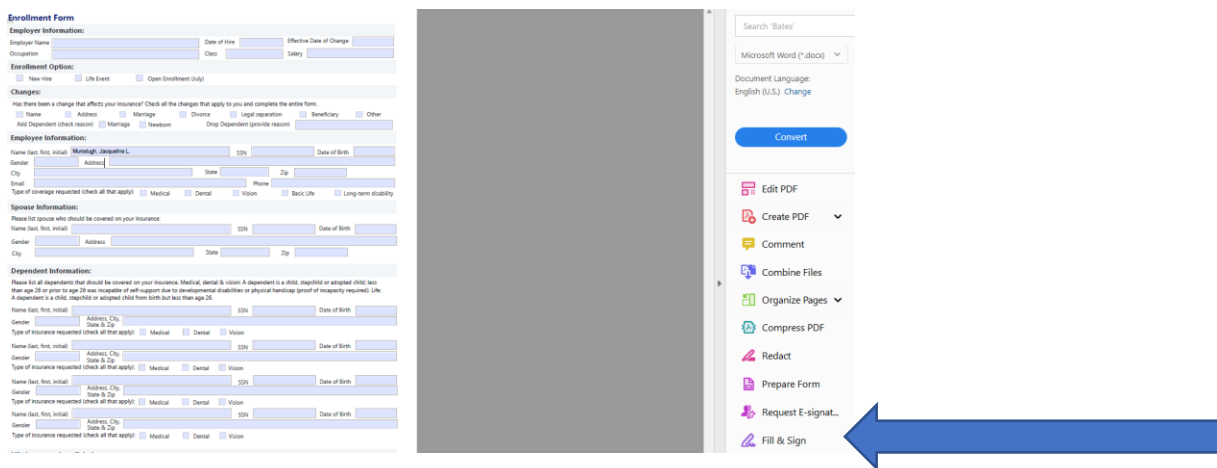 Enrollment Form
Employer Information:
Employer Name Date of Hire Effective Date of Change
Occupation Class Salary
Enrollment Option:
New Hire Life Event Open Enrollment (July)
Changes:
Has there been a change that affects your insurance? Check all the changes that apply to you and complete the entire form.
Name Address Marriage Divorce Legal separation Beneficiary Other
Add Dependent (check reason) Marriage Newborn Drop Dependent (provide reason)
Employee Information:
Name (last, first, initial) Murodugh, Jacqueline L. SSN Date of Birth
Gender Address
City State Zip
Email Phone
Type of coverage requested (check all that apply): Medical Dental Vision Basic Life Long-term disability
Spouse Information:
Please list spouse who should be covered on your insurance:
Name (last, first, initial) SSN Date of Birth
Gender Address
City State Zip
Dependent Information:
Please list all dependents that should be covered on your insurance. Medical, dental & vision: A dependent is a child, stepchild or adopted child; less
than age 26 or prior to age 26 was incapable of self-support due to developmental disabilities or physical handicap (proof of incapacity required). Life:
A dependent is a child, stepchild or adopted child from birth but less than age 26.
Name (last, first, initial) SSN Date of Birth
Gender Address, City,
State & Zip
Type of insurance requested (check all that apply): Medical Dental Vision
Name (last, first, initial) SSN Date of Birth
Gender Address, City,
State & Zip
Type of insurance requested (check all that apply): Medical Dental Vision
Name (last, first, initial) SSN Date of Birth
Gender Address, City,
State & Zip
Type of insurance requested (check all that apply): Medical Dental Vision
Name (last, first, initial) SSN Date of Birth
Gender Address, City,
State & Zip
Type of insurance requested (check all that apply): Medical Dental Vision
Search 'Bates'
Microsoft Word (*.docx)
Document Language:
English (U.S.) Change
Convert
Edit PDF
Create PDF
Comment
Combine Files
Organize Pages
Compress PDF
Redact
Prepare Form
Request E-signat...
Fill & Sign